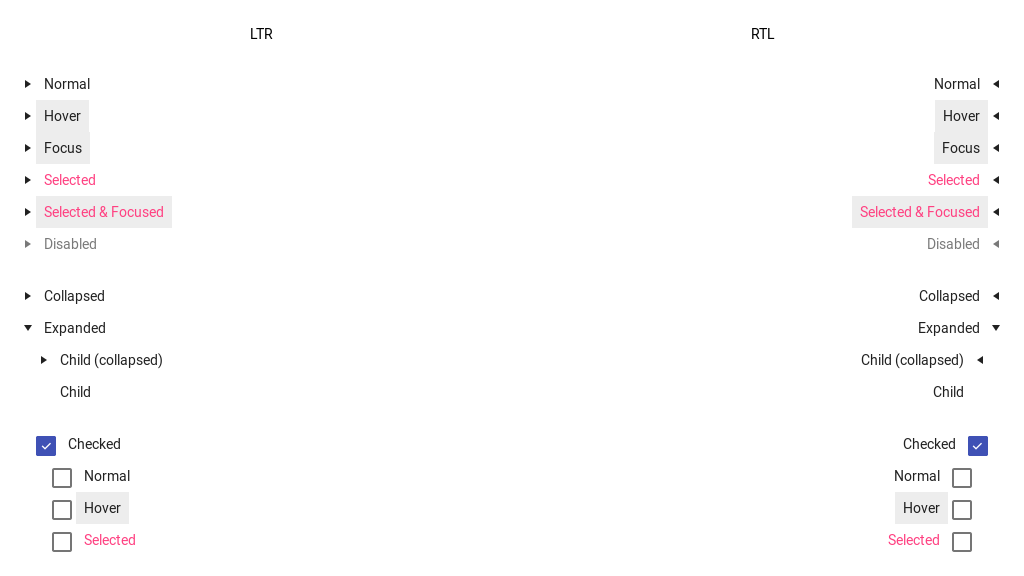 LTR RTL
Normal Normal
Hover Hover
Focus Focus
Selected Selected
Selected & Focused Selected & Focused
Disabled Disabled
Collapsed Collapsed
Expanded Expanded
Child (collapsed) Child (collapsed)
Child Child
Checked Checked
Normal Normal
Hover Hover
Selected Selected